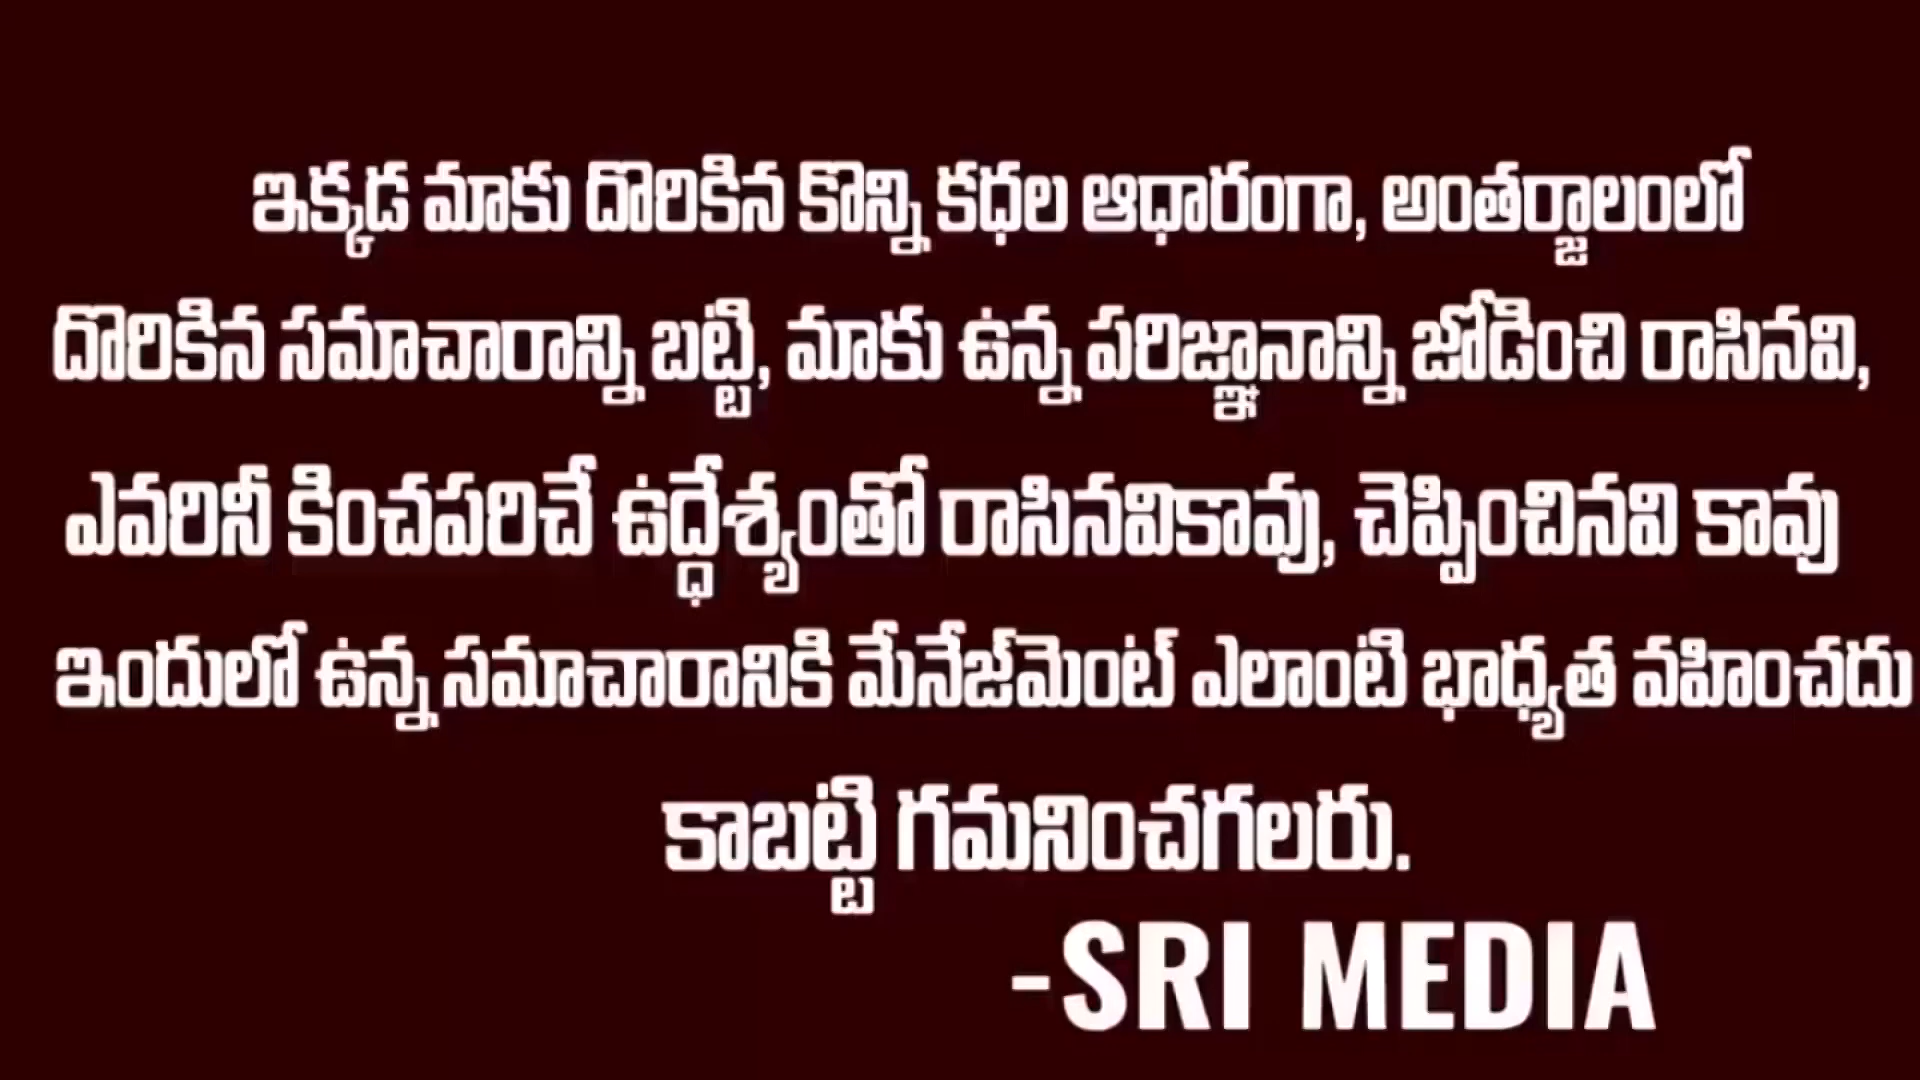 ఇక్కడ మాకు దొరికిన కొన్ని కధల ఆధారంగా, అంతర్జాలంలో
దొరికిన సమాచారాన్ని బట్టి, మాకు ఉన్న పరిజ్ఞానాన్ని జోడించి రాసినవి,
ఎవరినీ కించపరిచే ఉద్ధేశ్యంతో రాసినవికావు, చెప్పించినవి కావు
ఇందులో ఉన్న సమాచారానికి మేనేజ్‌మెంట్ ఎలాంటి భాధ్యత వహించదు
కాబట్టి గమనించగలరు.
-SRI MEDIA